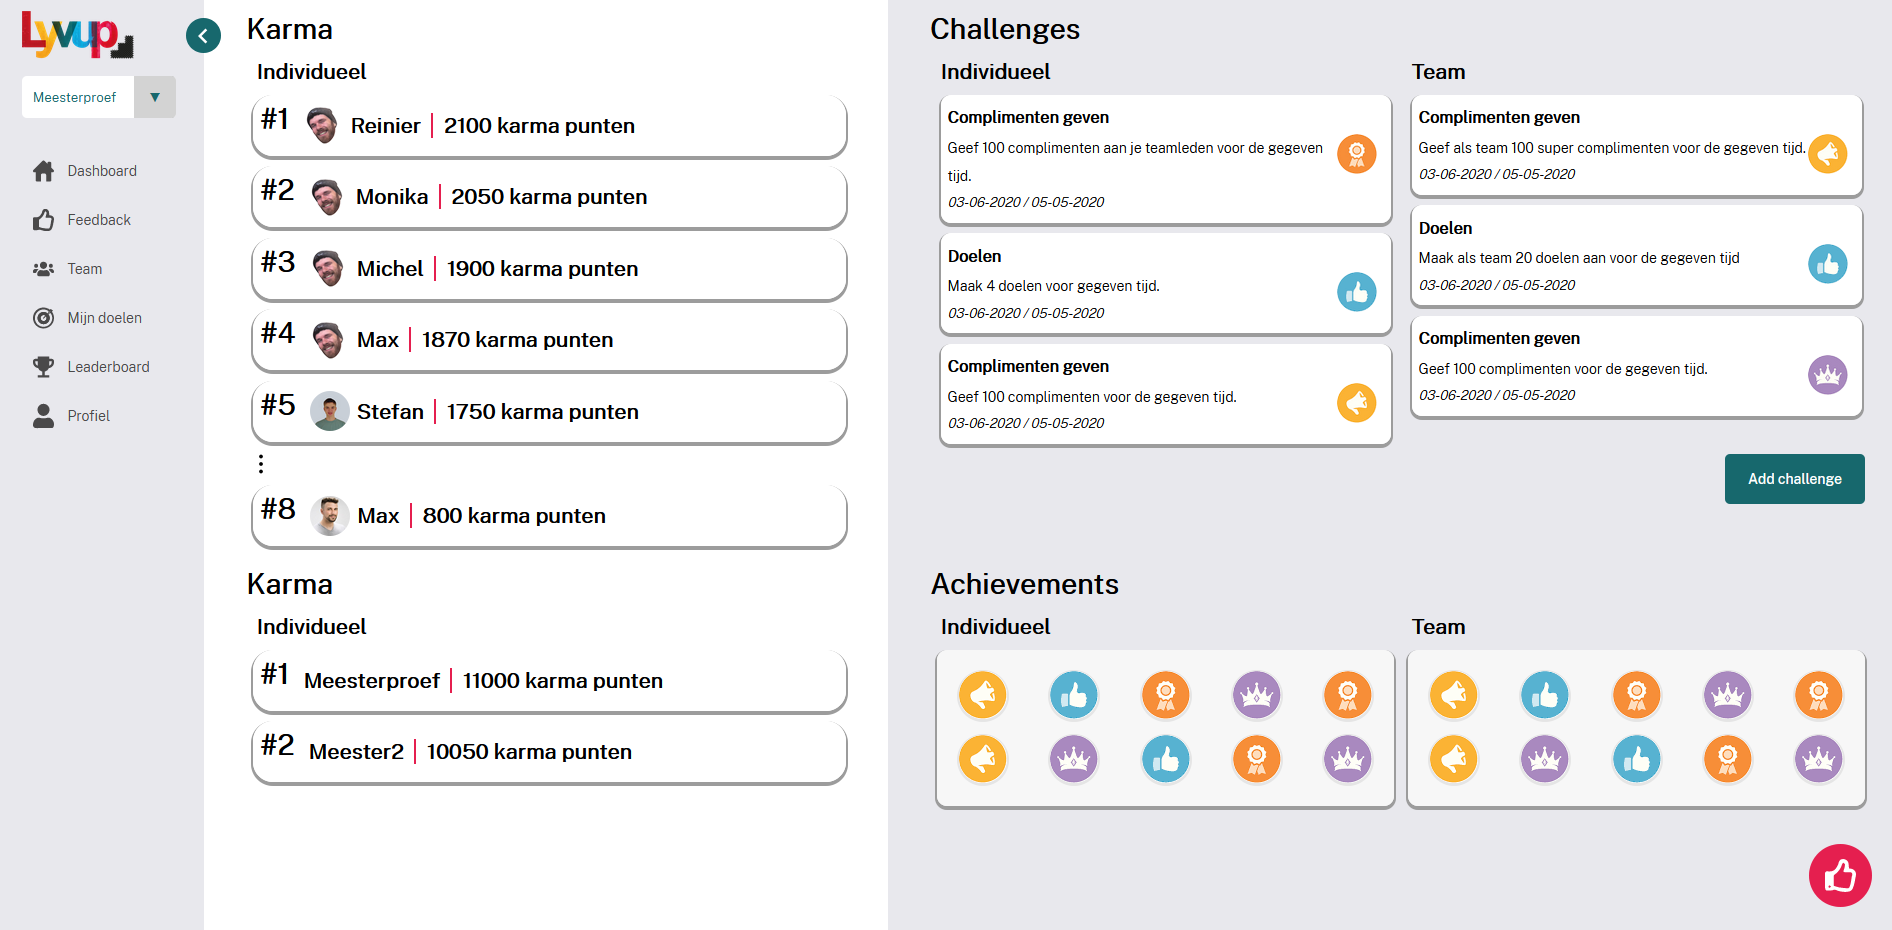 Lyvup
Meesterproef ▼
Dashboard
Feedback
Team
Mijn doelen
Leaderboard
Profiel
Karma
Individueel
#1 Reinier | 2100 karma punten
#2 Monika | 2050 karma punten
#3 Michel | 1900 karma punten
#4 Max | 1870 karma punten
#5 Stefan | 1750 karma punten
#8 Max | 800 karma punten
Karma
Individueel
#1 Meesterproef | 11000 karma punten
#2 Meester2 | 10050 karma punten
Challenges
Individueel
Complimenten geven
Geef 100 complimenten aan je teamleden voor de gegeven
tijd.
03-06-2020 / 05-05-2020
Doelen
Maak 4 doelen voor gegeven tijd.
03-06-2020 / 05-05-2020
Complimenten geven
Geef 100 complimenten voor de gegeven tijd.
03-06-2020 / 05-05-2020
Team
Complimenten geven
Geef als team 100 super complimenten voor de gegeven tijd.
03-06-2020 / 05-05-2020
Doelen
Maak als team 20 doelen aan voor de gegeven tijd
03-06-2020 / 05-05-2020
Complimenten geven
Geef 100 complimenten voor de gegeven tijd.
03-06-2020 / 05-05-2020
Add challenge
Achievements
Individueel
Team